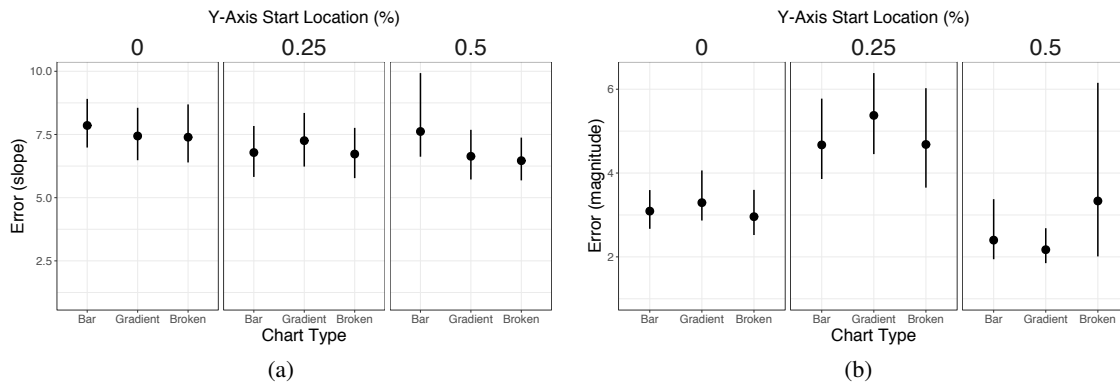 Y-Axis Start Location (%)
0 0.25 0.5
10.0
7.5
5.0
2.5
Error (slope)
Bar Gradient Broken Bar Gradient Broken Bar Gradient Broken
Chart Type
(a)
Y-Axis Start Location (%)
0 0.25 0.5
6
4
2
Error (magnitude)
Bar Gradient Broken Bar Gradient Broken Bar Gradient Broken
Chart Type
(b)